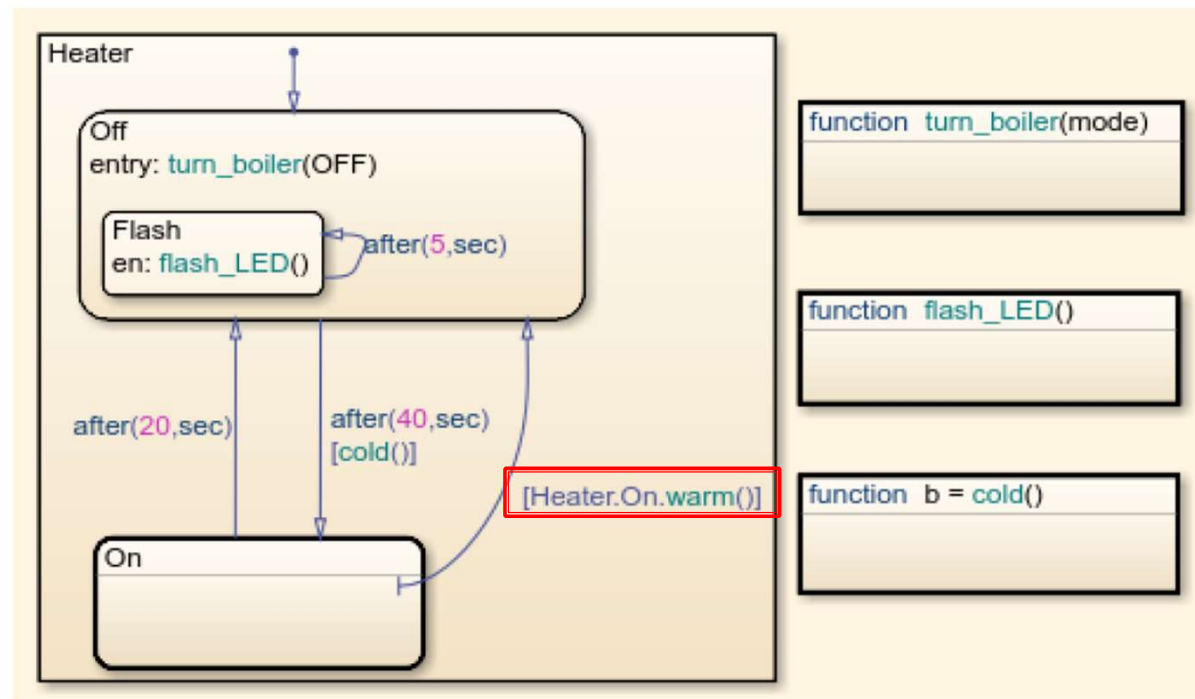 Heater
Off
entry: turn_boiler(OFF)
Flash
en: flash_LED()
after(5,sec)
after(20,sec)
after(40,sec)
[cold()]
[Heater.On.warm()]
On
function turn_boiler(mode)
function flash_LED()
function b = cold()